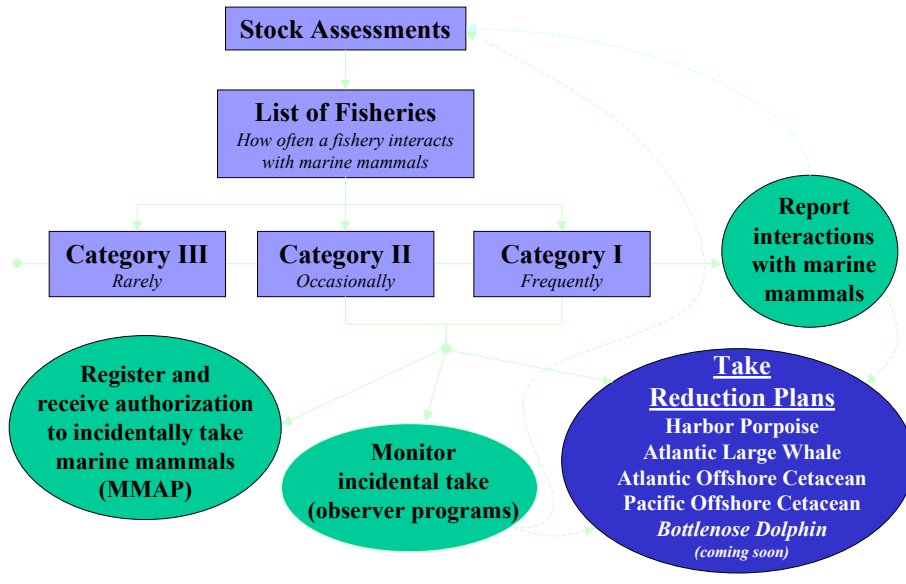 Stock Assessments
List of Fisheries
How often a fishery interacts
with marine mammals
Category III
Rarely
Category II
Occasionally
Category I
Frequently
Report
interactions
with marine
mammals
Register and
receive authorization
to incidentally take
marine mammals
(MMAP)
Monitor
incidental take
(observer programs)
Take
Reduction Plans
Harbor Porpoise
Atlantic Large Whale
Atlantic Offshore Cetacean
Pacific Offshore Cetacean
Bottlenose Dolphin
(coming soon)